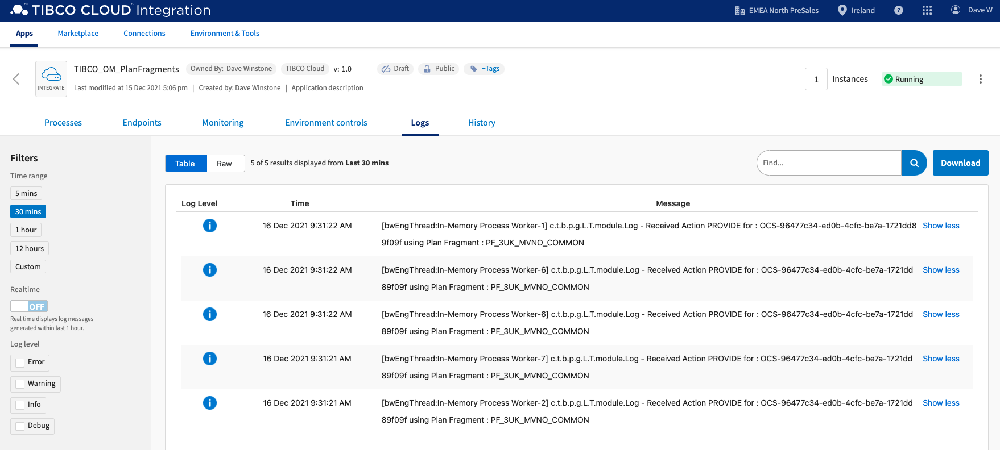 TIBCO CLOUD™ Integration
EMEA North PreSales
Ireland
?
Dave W
Apps
Marketplace
Connections
Environment & Tools
INTEGRATE
TIBCO_OM_PlanFragments
Owned By: Dave Winstone
TIBCO Cloud
v: 1.0
Draft
Public
+Tags
Last modified at 15 Dec 2021 5:06 pm | Created by: Dave Winstone | Application description
1
Instances
Running
Processes
Endpoints
Monitoring
Environment controls
Logs
History
Filters
Time range
5 mins
30 mins
1 hour
12 hours
Custom
Realtime
OFF
Real time displays log messages
generated within last 1 hour.
Log level
Error
Warning
Info
Debug
Table
Raw
5 of 5 results displayed from Last 30 mins
Find...
Download
Log Level
Time
Message
16 Dec 2021 9:31:22 AM
[bwEngThread:In-Memory Process Worker-1] c.t.b.p.g.L.T.module.Log - Received Action PROVIDE for : OCS-96477c34-ed0b-4cfc-be7a-1721dd8
9f09f using Plan Fragment : PF_3UK_MVNO_COMMON
Show less
16 Dec 2021 9:31:22 AM
[bwEngThread:In-Memory Process Worker-6] c.t.b.p.g.L.T.module.Log - Received Action PROVIDE for : OCS-96477c34-ed0b-4cfc-be7a-1721dd
89f09f using Plan Fragment : PF_3UK_MVNO_COMMON
Show less
16 Dec 2021 9:31:22 AM
[bwEngThread:In-Memory Process Worker-6] c.t.b.p.g.L.T.module.Log - Received Action PROVIDE for : OCS-96477c34-ed0b-4cfc-be7a-1721dd
89f09f using Plan Fragment : PF_3UK_MVNO_COMMON
Show less
16 Dec 2021 9:31:21 AM
[bwEngThread:In-Memory Process Worker-7] c.t.b.p.g.L.T.module.Log - Received Action PROVIDE for : OCS-96477c34-ed0b-4cfc-be7a-1721dd
89f09f using Plan Fragment : PF_3UK_MVNO_COMMON
Show less
16 Dec 2021 9:31:21 AM
[bwEngThread:In-Memory Process Worker-2] c.t.b.p.g.L.T.module.Log - Received Action PROVIDE for : OCS-96477c34-ed0b-4cfc-be7a-1721dd
89f09f using Plan Fragment : PF_3UK_MVNO_COMMON
Show less